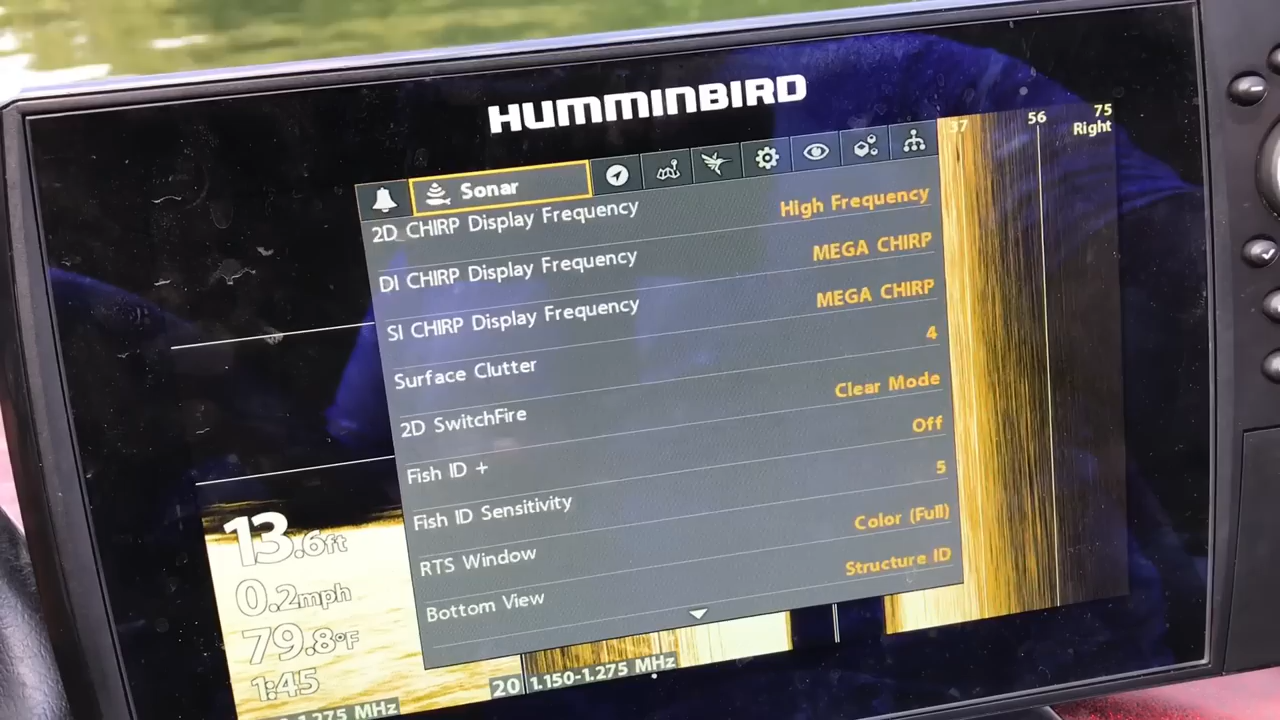 HUMMINBIRD
37 56 75
Right
Sonar
2D CHIRP Display Frequency High Frequency
DI CHIRP Display Frequency MEGA CHIRP
SI CHIRP Display Frequency MEGA CHIRP
Surface Clutter 4
2D SwitchFire Clear Mode
Fish ID + Off
Fish ID Sensitivity 5
RTS Window Color (Full)
Bottom View Structure ID
13.6ft
0.2mph
79.8°F
1:45
20 1.150-1.275 MHz
1.275 MHz